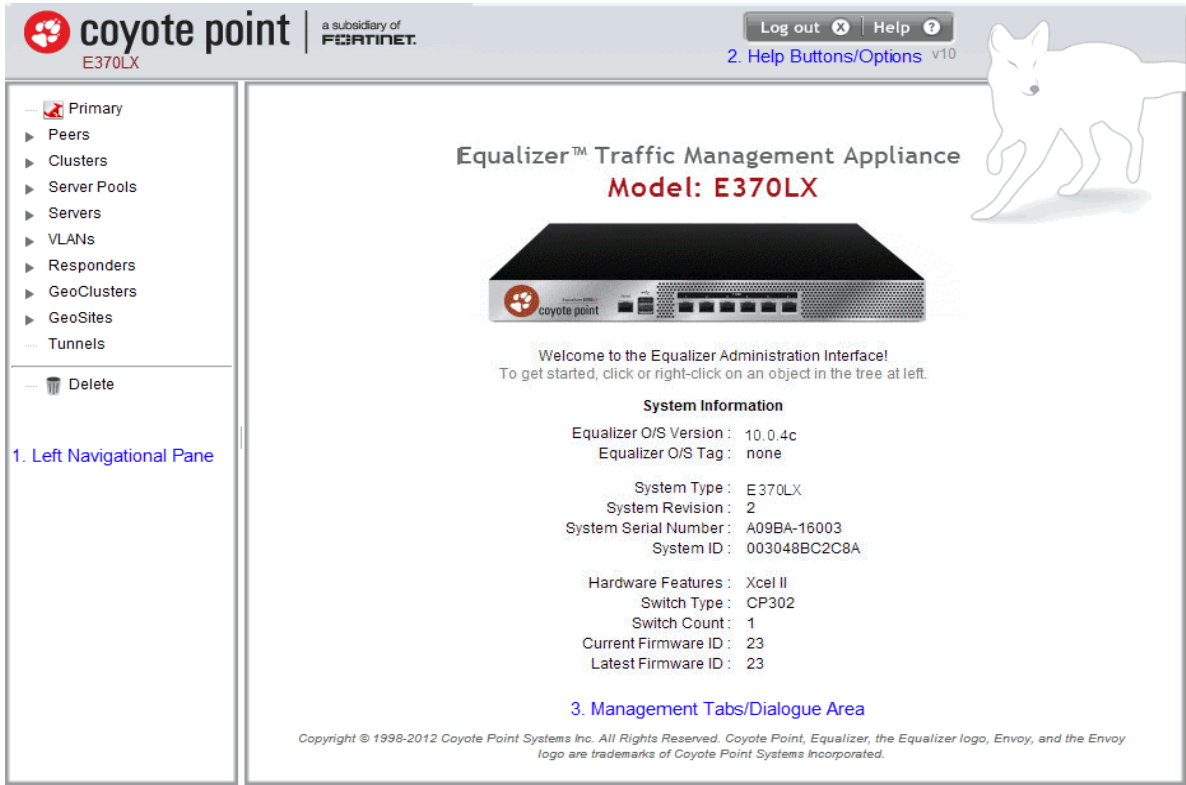 coyote point
a subsidiary of
FORTINET.
E370LX
Log out Help ?
2. Help Buttons/Options v10
Primary
Peers
Clusters
Server Pools
Servers
VLANs
Responders
GeoClusters
GeoSites
Tunnels
Delete
1. Left Navigational Pane
Equalizer™ Traffic Management Appliance
Model: E370LX
coyote point
Welcome to the Equalizer Administration Interface!
To get started, click or right-click on an object in the tree at left.
System Information
Equalizer O/S Version : 10.0.4c
Equalizer O/S Tag : none
System Type : E370LX
System Revision : 2
System Serial Number : A09BA-16003
System ID : 003048BC2C8A
Hardware Features : Xcel II
Switch Type : CP302
Switch Count : 1
Current Firmware ID : 23
Latest Firmware ID : 23
3. Management Tabs/Dialogue Area
Copyright © 1998-2012 Coyote Point Systems Inc. All Rights Reserved. Coyote Point, Equalizer, the Equalizer logo, Envoy, and the Envoy
logo are trademarks of Coyote Point Systems Incorporated.